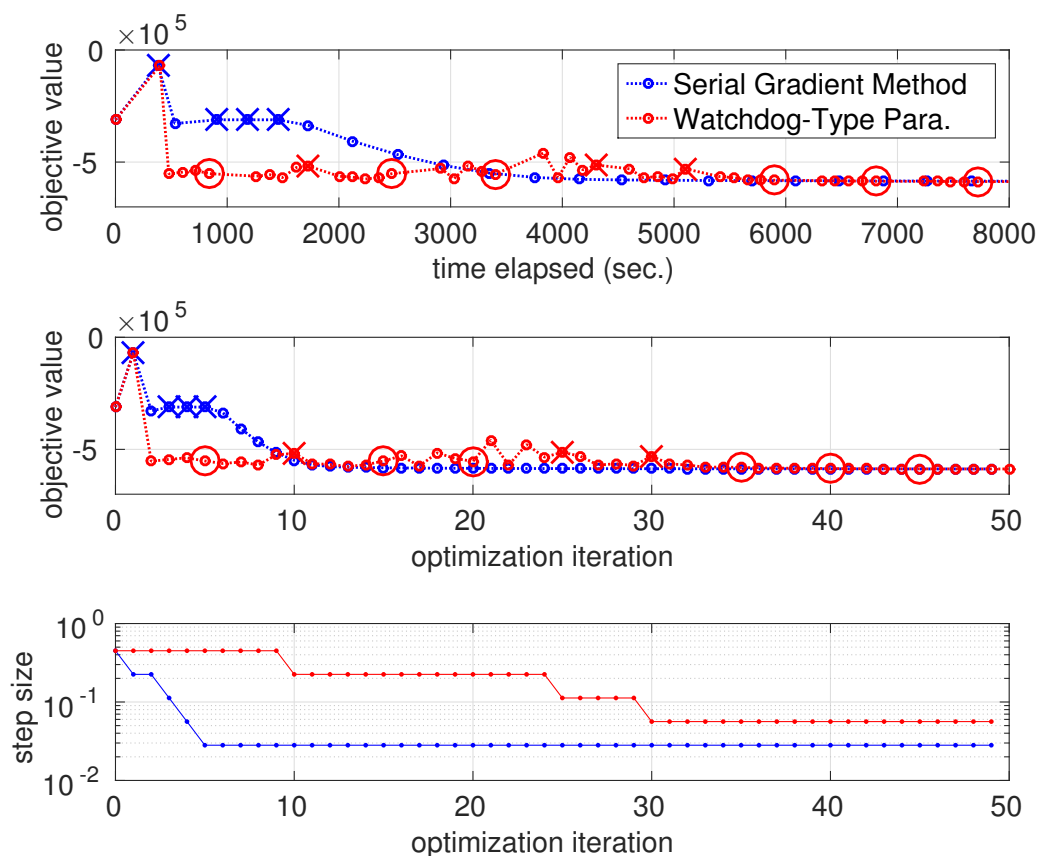 ×10^5
0
-5
objective value
Serial Gradient Method
Watchdog-Type Para.
0 1000 2000 3000 4000 5000 6000 7000 8000
time elapsed (sec.)
×10^5
0
-5
objective value
0 10 20 30 40 50
optimization iteration
10^0
10^-1
10^-2
step size
0 10 20 30 40 50
optimization iteration